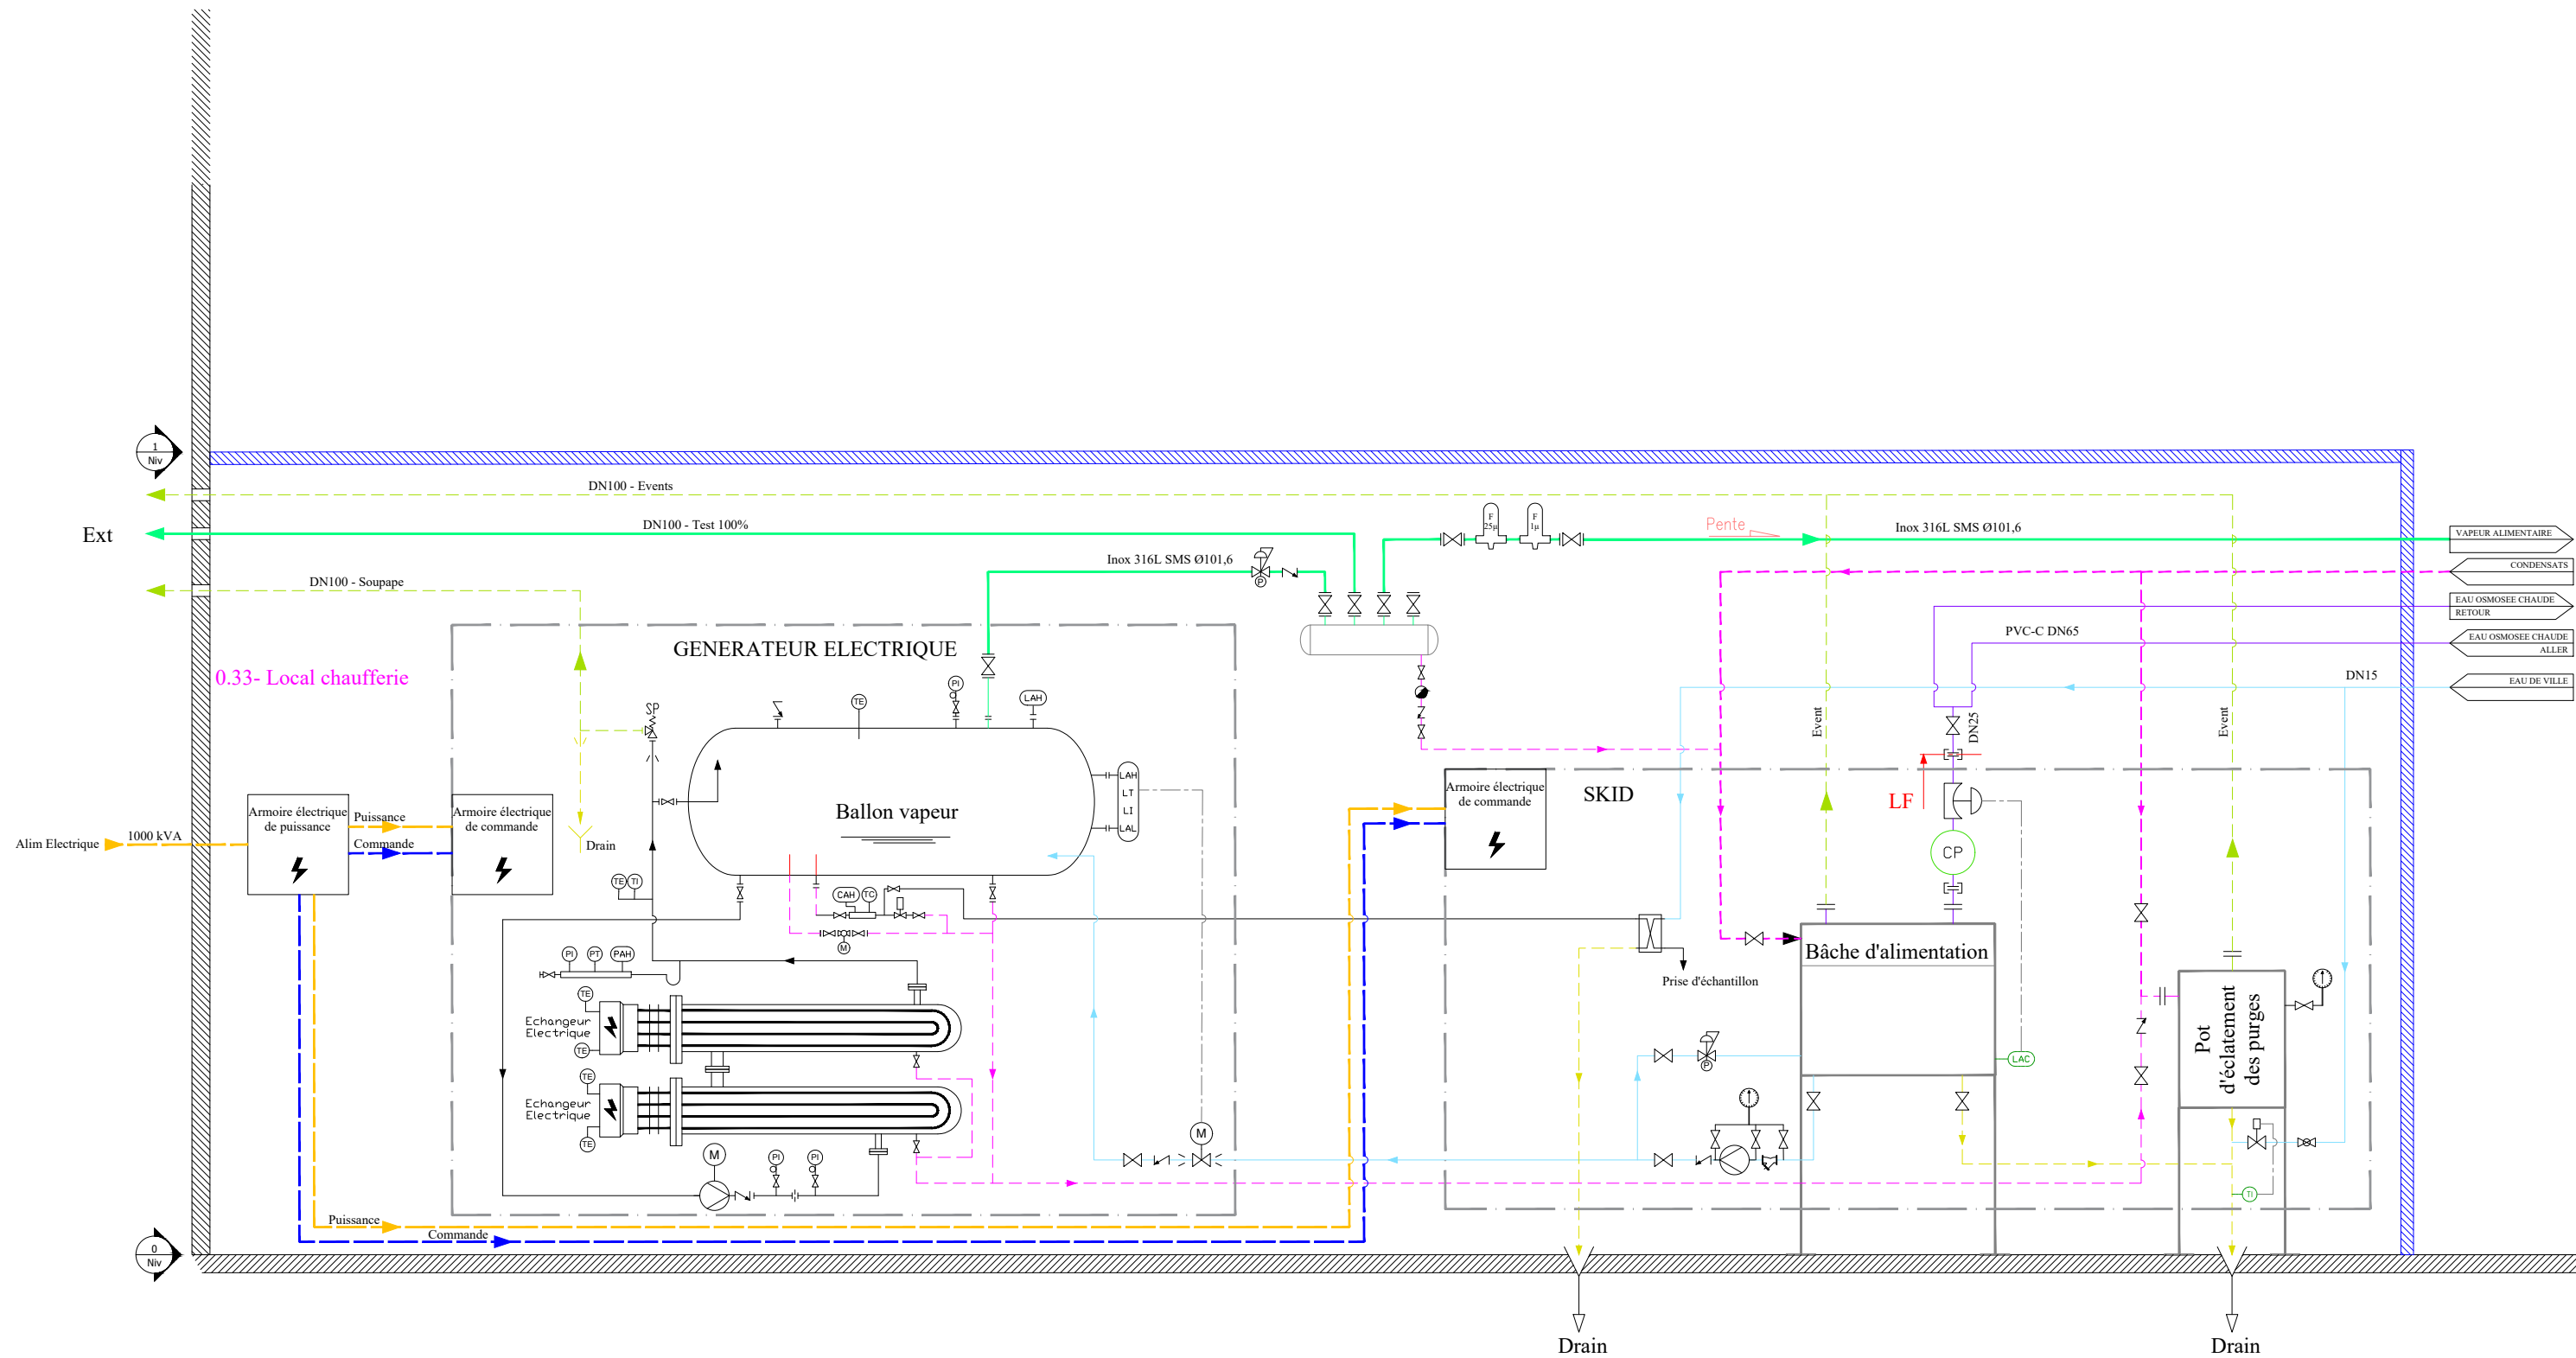 1
Niv
DN100 - Events
Ext
DN100 - Test 100%
F
25µ
F
1µ
Pente
Inox 316L SMS Ø101,6
VAPEUR ALIMENTAIRE
Inox 316L SMS Ø101,6
P
CONDENSATS
DN100 - Soupape
EAU OSMOSEE CHAUDE
RETOUR
PVC-C DN65
EAU OSMOSEE CHAUDE
ALLER
GENERATEUR ELECTRIQUE
0.33- Local chaufferie
DN15
EAU DE VILLE
PI
LAH
TE
SP
Event
DN25
Event
LAH
LT
LI
LAL
Ballon vapeur
Armoire électrique
de commande
SKID
LF
CP
Armoire électrique
de puissance
Puissance
Commande
Armoire électrique
de commande
Alim Electrique
1000 kVA
Drain
TE
TI
CAH
TC
M
PI
PT
PAH
Bâche d'alimentation
Prise d'échantillon
TE
Echangeur
Electrique
TE
TE
Echangeur
Electrique
TE
P
LAC
Pot
d'éclatement
des purges
M
PI
PI
M
TI
Puissance
Commande
0
Niv
Drain
Drain